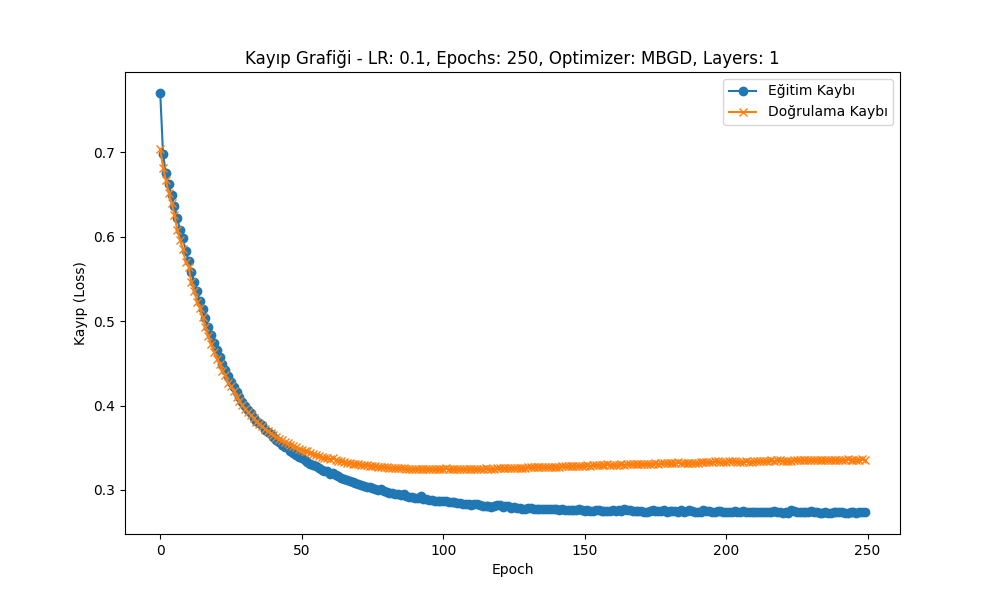 Kayıp Grafiği - LR: 0.1, Epochs: 250, Optimizer: MBGD, Layers: 1
Eğitim Kaybı
Doğrulama Kaybı
Kayıp (Loss)
0.7
0.6
0.5
0.4
0.3
0 50 100 150 200 250
Epoch